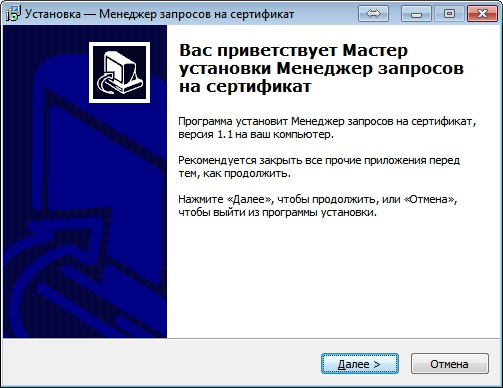 Установка — Менеджер запросов на сертификат
Вас приветствует Мастер
установки Менеджер запросов
на сертификат
Программа установит Менеджер запросов на сертификат,
версия 1.1 на ваш компьютер.
Рекомендуется закрыть все прочие приложения перед
тем, как продолжить.
Нажмите «Далее», чтобы продолжить, или «Отмена»,
чтобы выйти из программы установки.
Далее >
Отмена